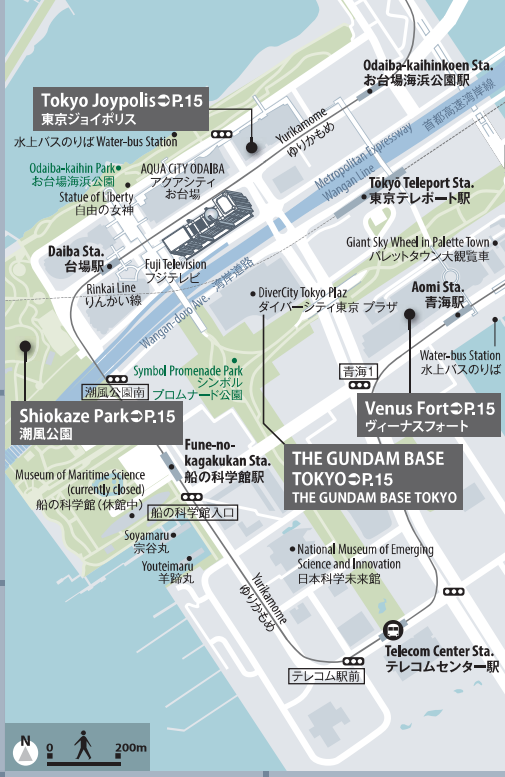 Odaiba-kaihinkoen Sta.
お台場海浜公園駅
Tokyo Joypolis➲P.15
東京ジョイポリス
水上バスのりば Water-bus Station
Yurikamome
ゆりかもめ
首都高速湾岸線
Metropolitan Expressway
Wangan Line
Odaiba-kaihin Park
お台場海浜公園
AQUA CiTY ODAIBA
アクアシティ
お台場
Statue of Liberty
自由の女神
Tokyo Teleport Sta.
東京テレポート駅
Giant Sky Wheel in Palette Town
パレットタウン大観覧車
Daiba Sta.
台場駅
Fuji Television
フジテレビ
Rinkai Line
りんかい線
Wangan-doro Ave.
湾岸道路
DiverCity Tokyo Plaz
ダイバーシティ東京 プラザ
Aomi Sta.
青海駅
Water-bus Station
水上バスのりば
Symbol Promenade Park
シンボル
プロムナード公園
青海1
潮風公園南
Shiokaze Park➲P.15
潮風公園
Venus Fort➲P.15
ヴィーナスフォート
Fune-no-
kagakukan Sta.
船の科学館駅
THE GUNDAM BASE
TOKYO➲P.15
THE GUNDAM BASE TOKYO
Museum of Maritime Science
(currently closed)
船の科学館(休館中)
船の科学館入口
Soyamaru
宗谷丸
Youteimaru
羊蹄丸
National Museum of Emerging
Science and Innovation
日本科学未来館
Yurikamome
ゆりかもめ
Telecom Center Sta.
テレコムセンター駅
テレコム駅前
N
0 200m